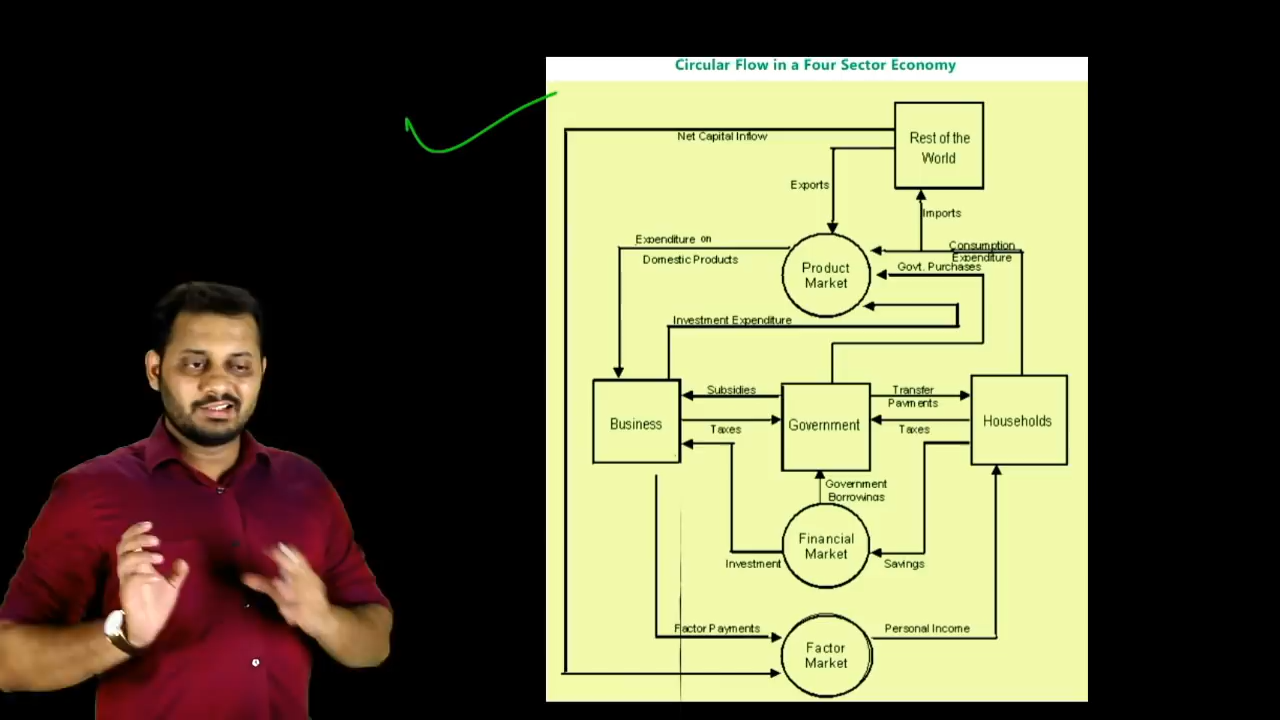 Circular Flow in a Four Sector Economy
Rest of the
World
Net Capital Inflow
Exports
Imports
Expenditure on
Domestic Products
Product
Market
Consumption
Expenditure
Govt. Purchases
Investment Expenditure
Business
Subsidies
Taxes
Government
Transfer
Payments
Taxes
Households
Government
Borrowings
Financial
Market
Investment
Savings
Factor Payments
Personal Income
Factor
Market